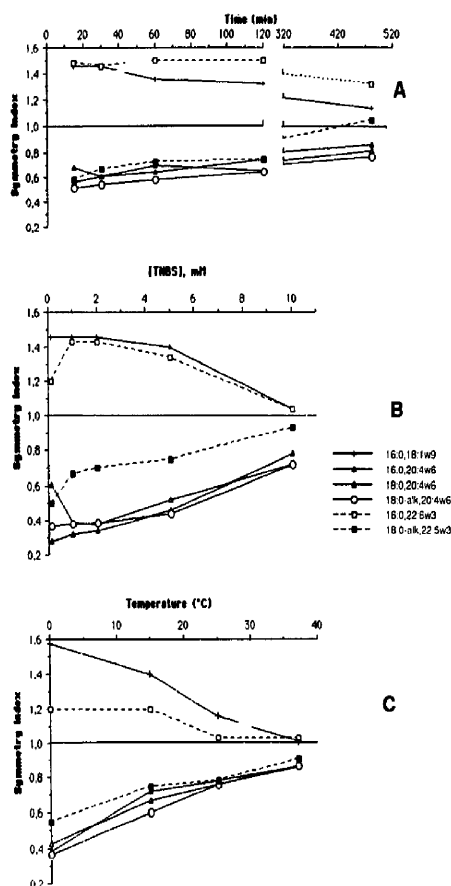 Time (min)
0 20 40 60 80 100 120 320 420 520
1,6
1,4
1,2
1,0
0,8
0,6
0,4
0,2
Symmetry Index
A
[TNBS], mM
0 2 4 6 8 10
1,6
1,4
1,2
1,0
0,8
0,6
0,4
0,2
Symmetry Index
B
16:0,18:1w9
16:0,20:4w6
18:0,20:4w6
18:0-alk,20:4w6
16:0,22:6w3
18:0-alk,22:5w3
Temperature (°C)
0 10 20 30 40
1,6
1,4
1,2
1,0
0,8
0,6
0,4
0,2
Symmetry Index
C